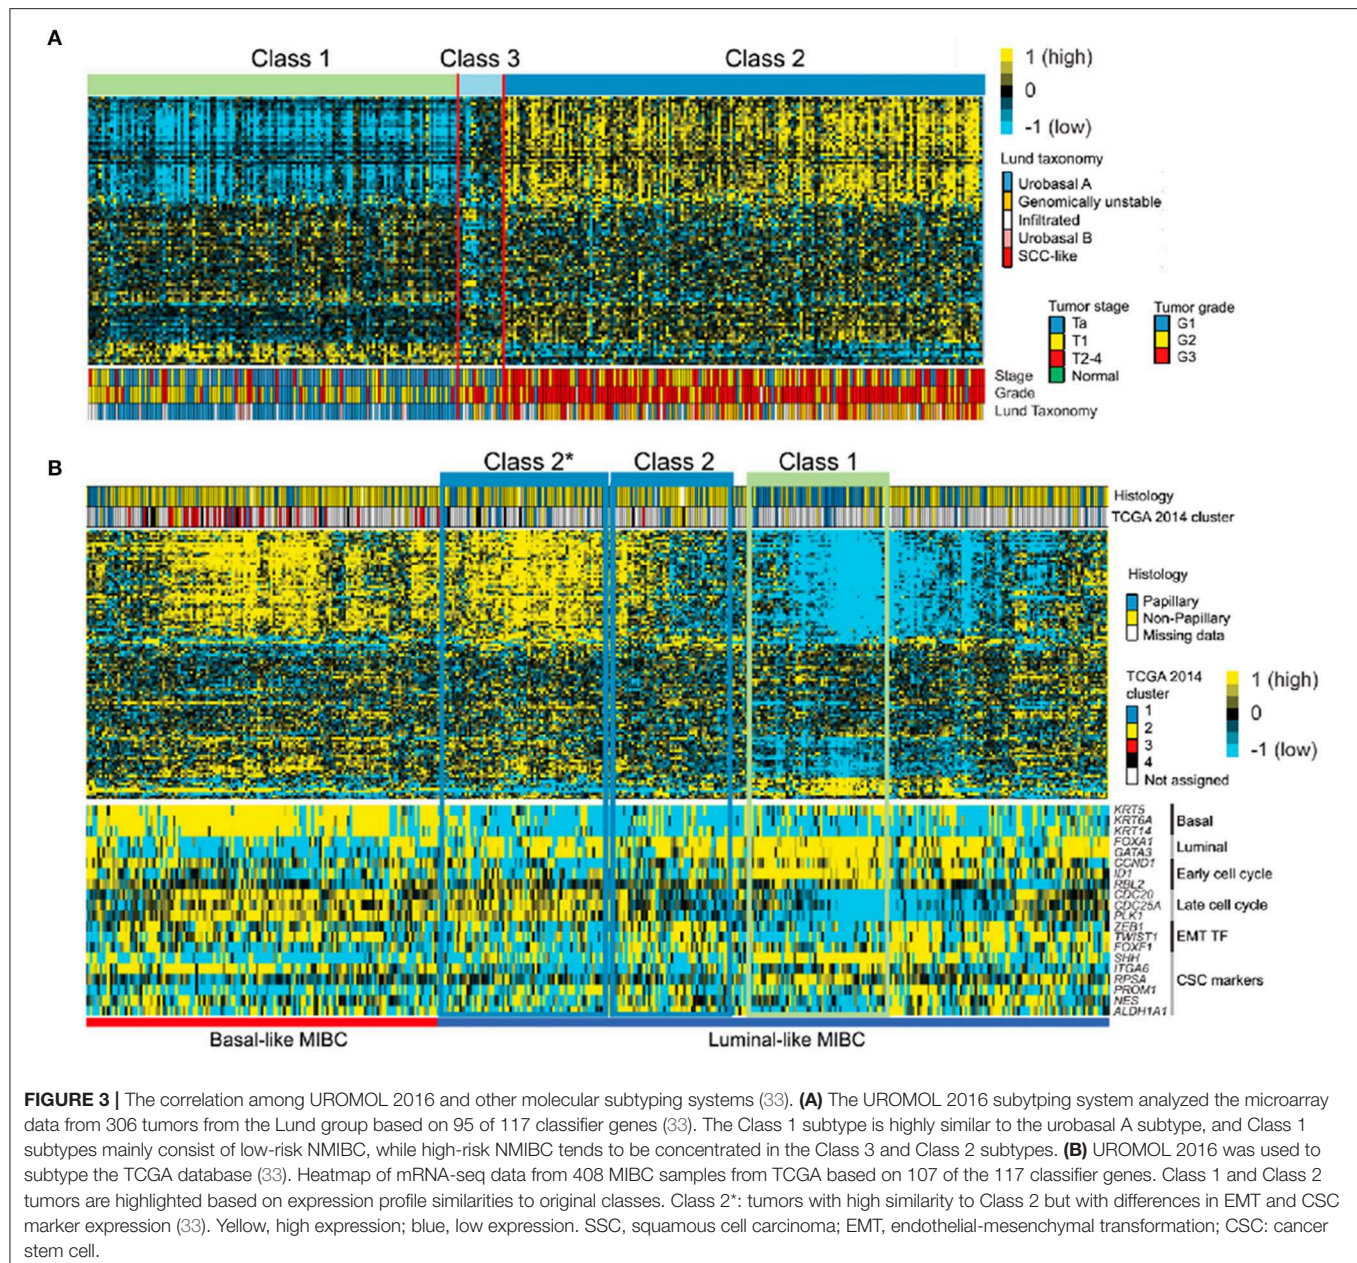 A
Class 1
Class 3
Class 2
1 (high)
0
-1 (low)
Lund taxonomy
Urobasal A
Genomically unstable
Infiltrated
Urobasal B
SCC-like
Tumor stage
Ta
T1
T2-4
Normal
Tumor grade
G1
G2
G3
Stage
Grade
Lund Taxonomy
B
Class 2*
Class 2
Class 1
Histology
TCGA 2014 cluster
Histology
Papillary
Non-Papillary
Missing data
TCGA 2014
cluster
1
2
3
4
Not assigned
1 (high)
0
-1 (low)
KRT5
KRT6A
KRT14
FOXA1
GATA3
CCND1
ID1
RBL2
CDC20
CDC25A
PLK1
ZEB1
TWIST1
FOXF1
SHH
ITGA6
RPSA
PROM1
NES
ALDH1A1
Basal
Luminal
Early cell cycle
Late cell cycle
EMT TF
CSC markers
Basal-like MIBC
Luminal-like MIBC
FIGURE 3 | The correlation among UROMOL 2016 and other molecular subtyping systems (33). (A) The UROMOL 2016 subytping system analyzed the microarray
data from 306 tumors from the Lund group based on 95 of 117 classifier genes (33). The Class 1 subtype is highly similar to the urobasal A subtype, and Class 1
subtypes mainly consist of low-risk NMIBC, while high-risk NMIBC tends to be concentrated in the Class 3 and Class 2 subtypes. (B) UROMOL 2016 was used to
subtype the TCGA database (33). Heatmap of mRNA-seq data from 408 MIBC samples from TCGA based on 107 of the 117 classifier genes. Class 1 and Class 2
tumors are highlighted based on expression profile similarities to original classes. Class 2*: tumors with high similarity to Class 2 but with differences in EMT and CSC
marker expression (33). Yellow, high expression; blue, low expression. SSC, squamous cell carcinoma; EMT, endothelial-mesenchymal transformation; CSC: cancer
stem cell.